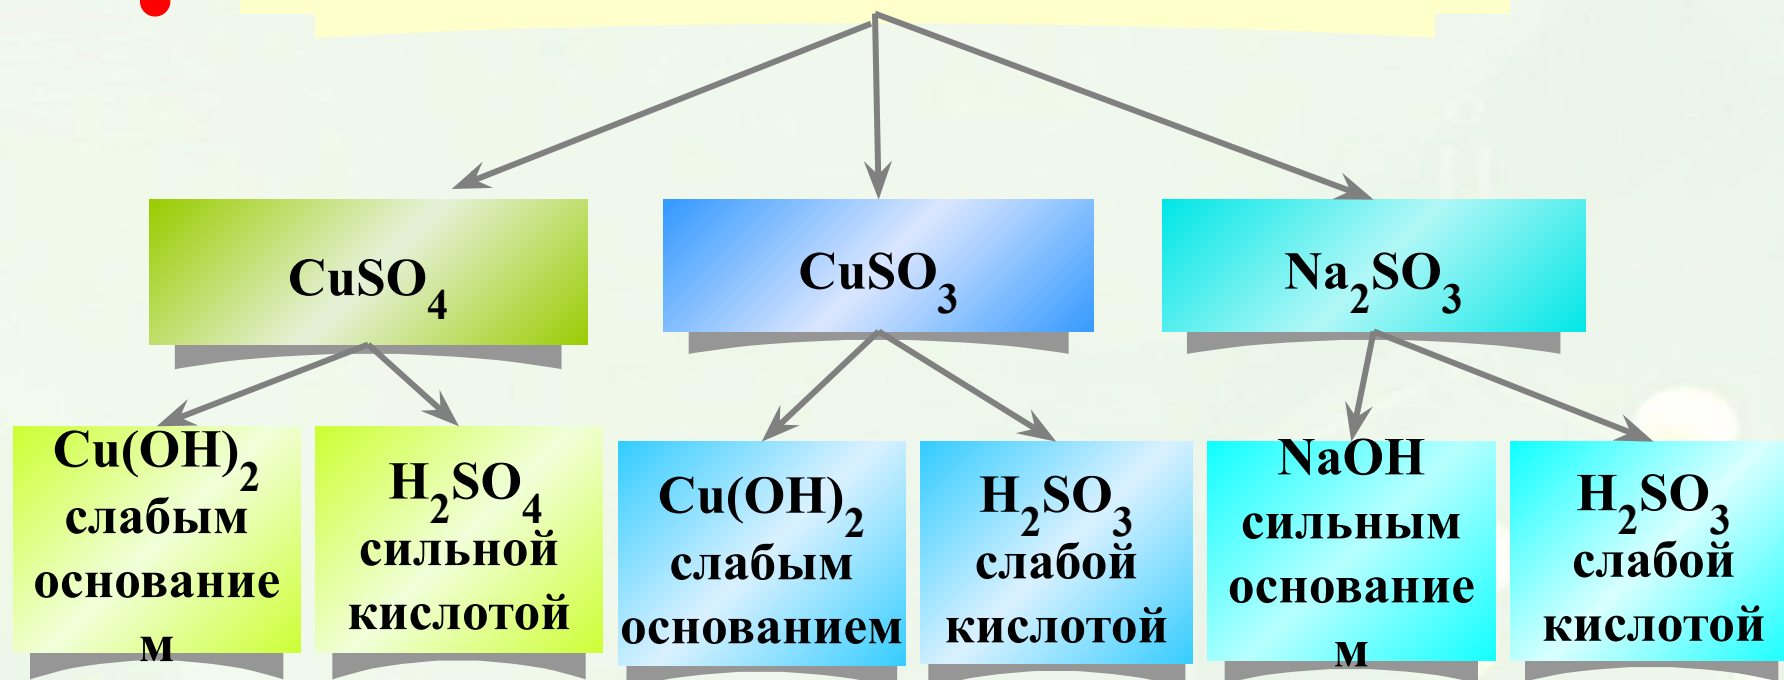 CuSO₄
CuSO₃
Na₂SO₃
Cu(OH)₂
слабым
основание
м
H₂SO₄
сильной
кислотой
Cu(OH)₂
слабым
основанием
H₂SO₃
слабой
кислотой
NaOH
сильным
основание
м
H₂SO₃
слабой
кислотой